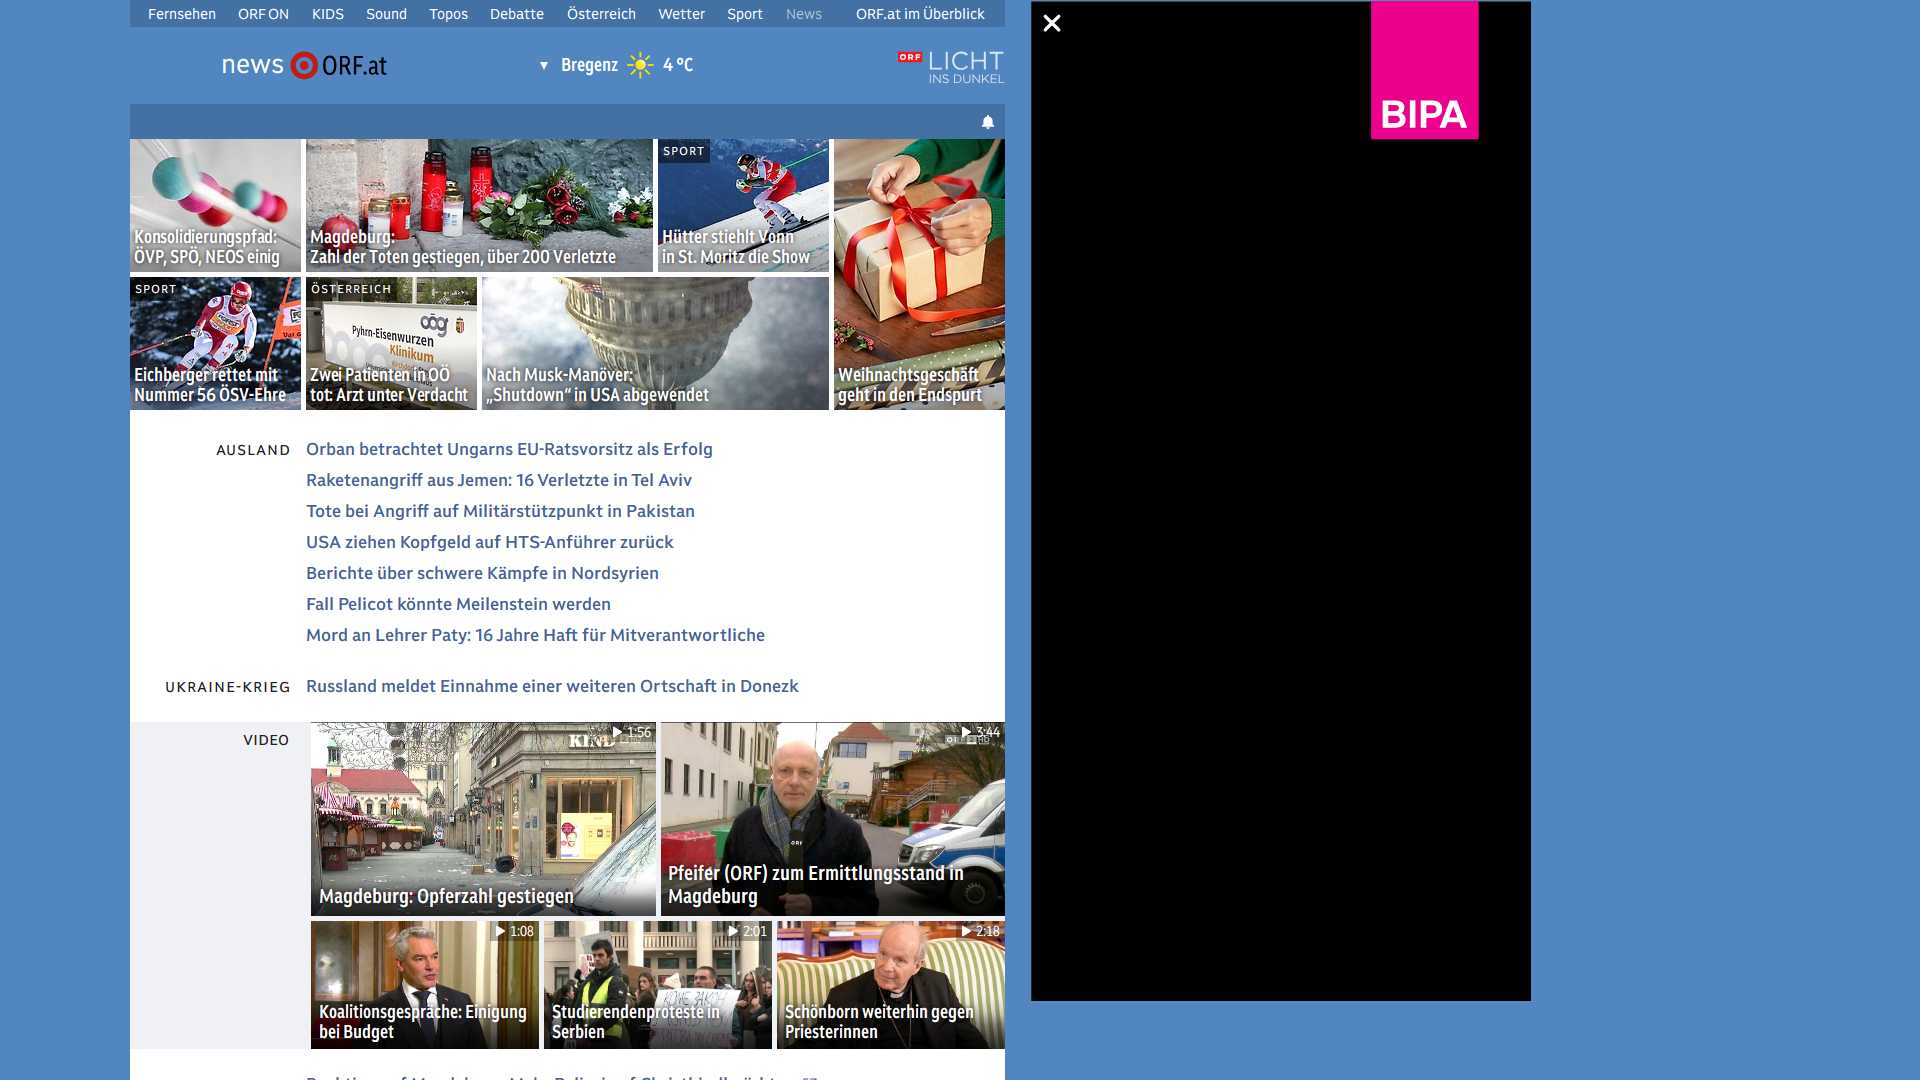 Fernsehen ORF ON KIDS Sound Topos Debatte Österreich Wetter Sport News ORF.at im Überblick
news ORF.at
Bregenz 4 °C
ORF LICHT
INS DUNKEL
BIPA
Konsolidierungspfad:
ÖVP, SPÖ, NEOS einig
Magdeburg:
Zahl der Toten gestiegen, über 200 Verletzte
SPORT
Hütter stiehlt Vonn
in St. Moritz die Show
SPORT
Eichberger rettet mit
Nummer 56 ÖSV-Ehre
ÖSTERREICH
oög
Pyhrn-Eisenwurzen
Klinikum
Zwei Patienten in OÖ
tot: Arzt unter Verdacht
Nach Musk-Manöver:
„Shutdown“ in USA abgewendet
Weihnachtsgeschäft
geht in den Endspurt
AUSLAND
Orban betrachtet Ungarns EU-Ratsvorsitz als Erfolg
Raketenangriff aus Jemen: 16 Verletzte in Tel Aviv
Tote bei Angriff auf Militärstützpunkt in Pakistan
USA ziehen Kopfgeld auf HTS-Anführer zurück
Berichte über schwere Kämpfe in Nordsyrien
Fall Pelicot könnte Meilenstein werden
Mord an Lehrer Paty: 16 Jahre Haft für Mitverantwortliche
UKRAINE-KRIEG
Russland meldet Einnahme einer weiteren Ortschaft in Donezk
VIDEO
1:56
Magdeburg: Opferzahl gestiegen
3:44
ORF
Pfeifer (ORF) zum Ermittlungsstand in
Magdeburg
1:08
Koalitionsgespräche: Einigung
bei Budget
2:01
Studierendenproteste in
Serbien
2:18
Schönborn weiterhin gegen
Priesterinnen